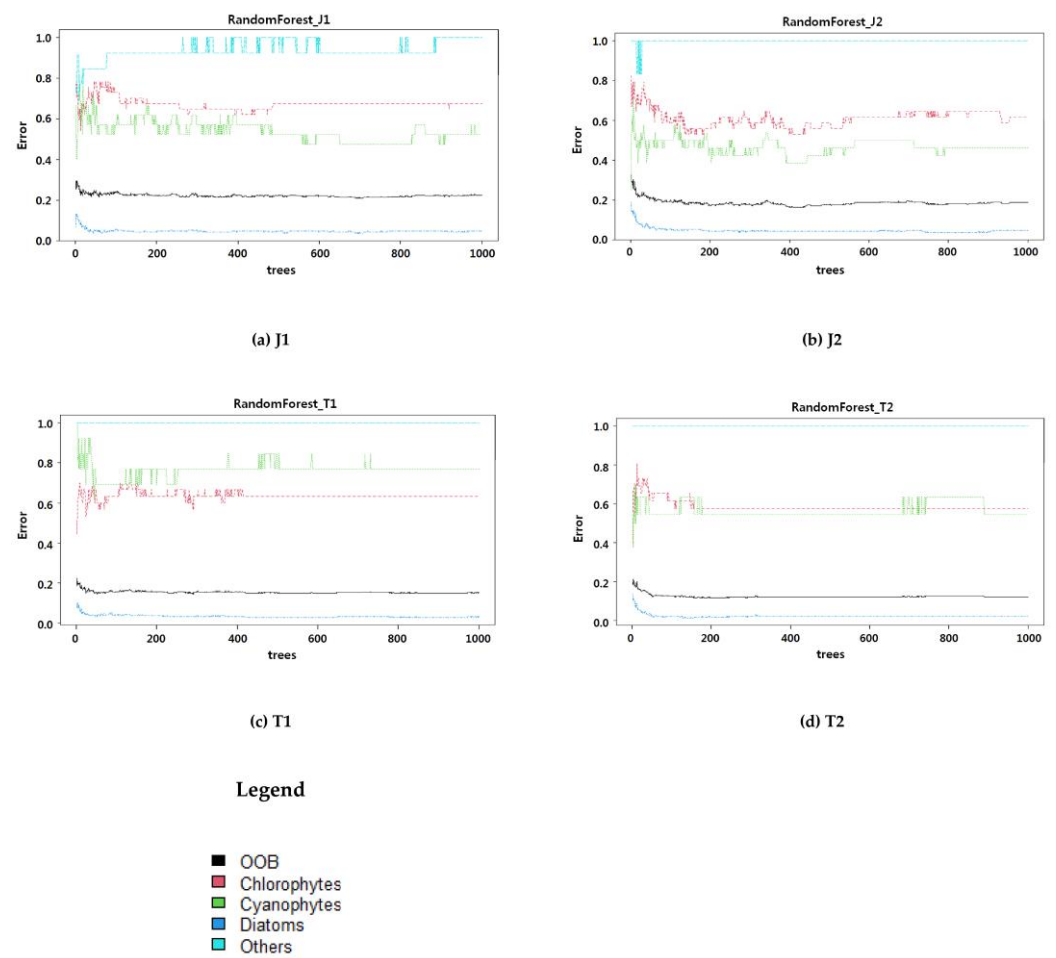 RandomForest_J1
Error
1.0
0.8
0.6
0.4
0.2
0.0
0 200 400 600 800 1000
trees
(a) J1
RandomForest_J2
Error
1.0
0.8
0.6
0.4
0.2
0.0
0 200 400 600 800 1000
trees
(b) J2
RandomForest_T1
Error
1.0
0.8
0.6
0.4
0.2
0.0
0 200 400 600 800 1000
trees
(c) T1
RandomForest_T2
Error
1.0
0.8
0.6
0.4
0.2
0.0
0 200 400 600 800 1000
trees
(d) T2
Legend
OOB
Chlorophytes
Cyanophytes
Diatoms
Others